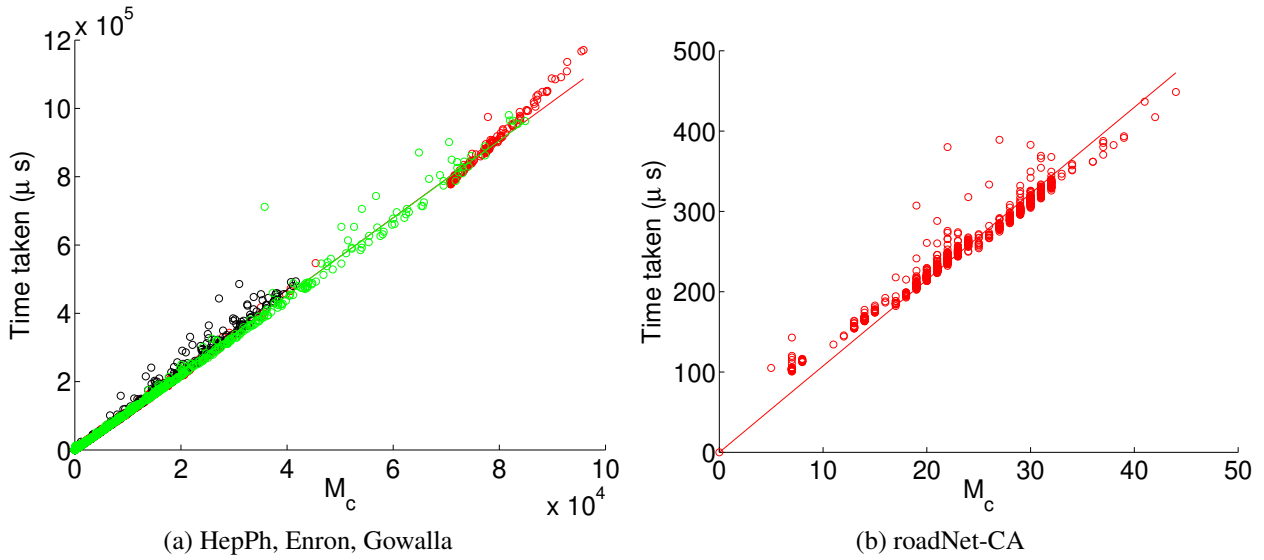 12 x 10^5
10
8
6
4
2
0
Time taken (μ s)
0 2 4 6 8 10
M_c
x 10^4
(a) HepPh, Enron, Gowalla
500
400
300
200
100
0
Time taken (μ s)
0 10 20 30 40 50
M_c
(b) roadNet-CA